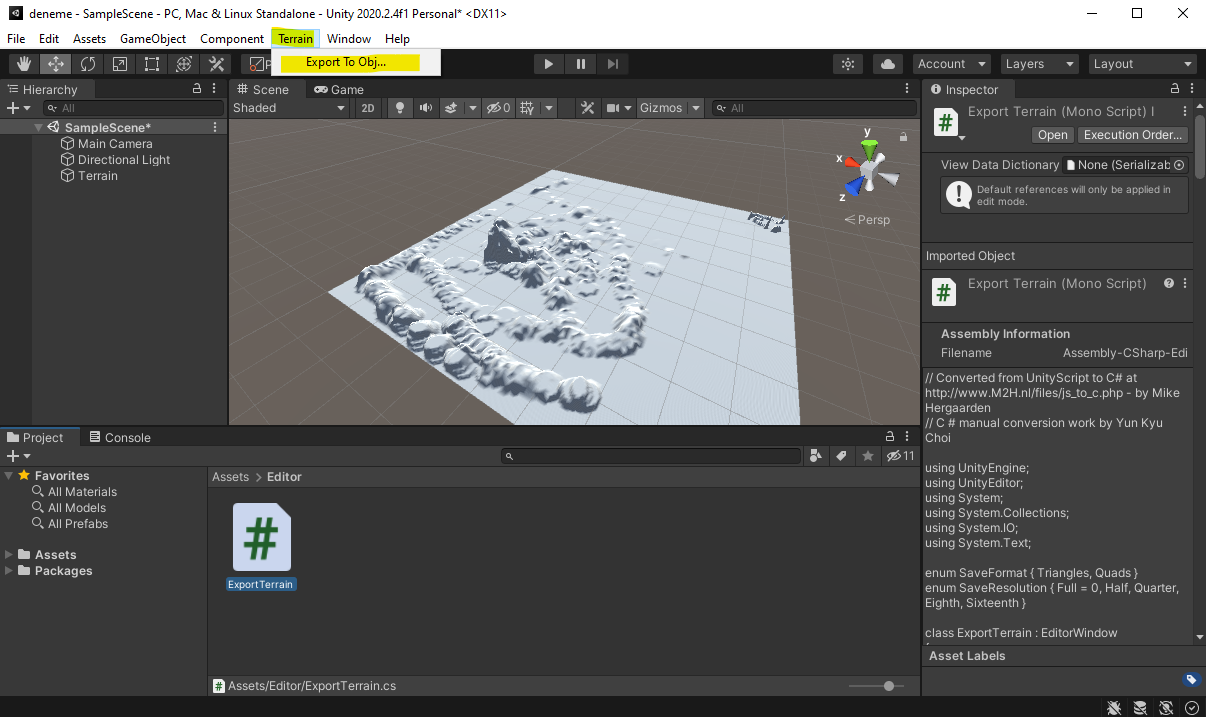 deneme - SampleScene - PC, Mac & Linux Standalone - Unity 2020.2.4f1 Personal* <DX11>
File Edit Assets GameObject Component Terrain Window Help
Export To Obj...
Account Layers Layout
Hierarchy
All
SampleScene*
Main Camera
Directional Light
Terrain
Scene Game
Shaded 2D 0 Gizmos All
y
x
z
Persp
Inspector
Export Terrain (Mono Script) I
Open Execution Order...
View Data Dictionary None (Serializab
Default references will only be applied in
edit mode.
Imported Object
Export Terrain (Mono Script)
Assembly Information
Filename Assembly-CSharp-Edi
// Converted from UnityScript to C# at
http://www.M2H.nl/files/js_to_c.php - by Mike
Hergaarden
// C # manual conversion work by Yun Kyu
Choi
using UnityEngine;
using UnityEditor;
using System;
using System.Collections;
using System.IO;
using System.Text;
enum SaveFormat { Triangles, Quads }
enum SaveResolution { Full = 0, Half, Quarter,
Eighth, Sixteenth }
class ExportTerrain : EditorWindow
Asset Labels
Project Console
11
Favorites
All Materials
All Models
All Prefabs
Assets
Packages
Assets > Editor
ExportTerrain
Assets/Editor/ExportTerrain.cs